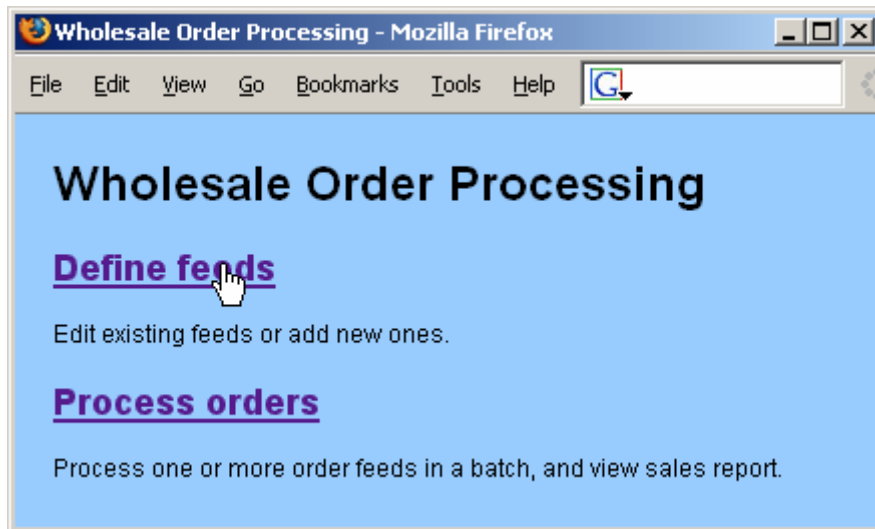 Wholesale Order Processing - Mozilla Firefox
File Edit View Go Bookmarks Tools Help G
Wholesale Order Processing
Define feeds
Edit existing feeds or add new ones.
Process orders
Process one or more order feeds in a batch, and view sales report.